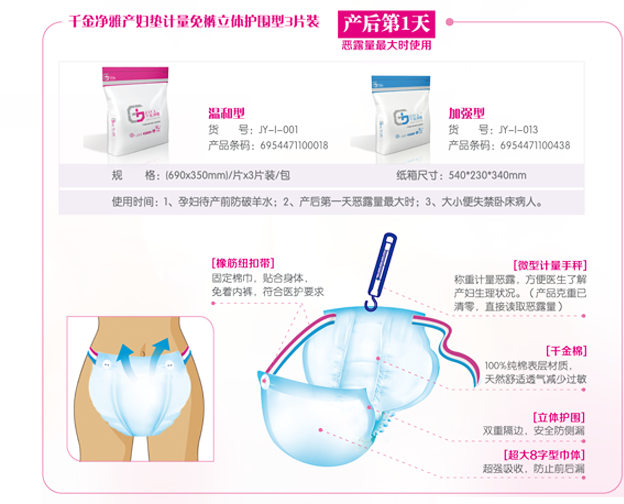 千金净雅产妇垫计量免裤立体护围型3片装
产后第1天
恶露量最大时使用
温和型
货 号：JY-I-001
产品条码：6954471100018
加强型
货 号：JY-I-013
产品条码：6954471100438
规 格：(690x350mm)/片x3片装/包
纸箱尺寸：540*230*340mm
使用时间：1、孕妇待产前防破羊水；2、产后第一天恶露量最大时；3、大小便失禁卧床病人。
[橡筋纽扣带]
固定棉巾，贴合身体，
免着内裤，符合医护要求
[微型计量手秤]
称重计量恶露，方便医生了解
产妇生理状况。（产品克重已
清零，直接读取恶露量）
[千金棉]
100%纯棉表层材质，
天然舒适透气减少过敏
[立体护围]
双重隔边，安全防侧漏
[超大8字型巾体]
超强吸收，防止前后漏